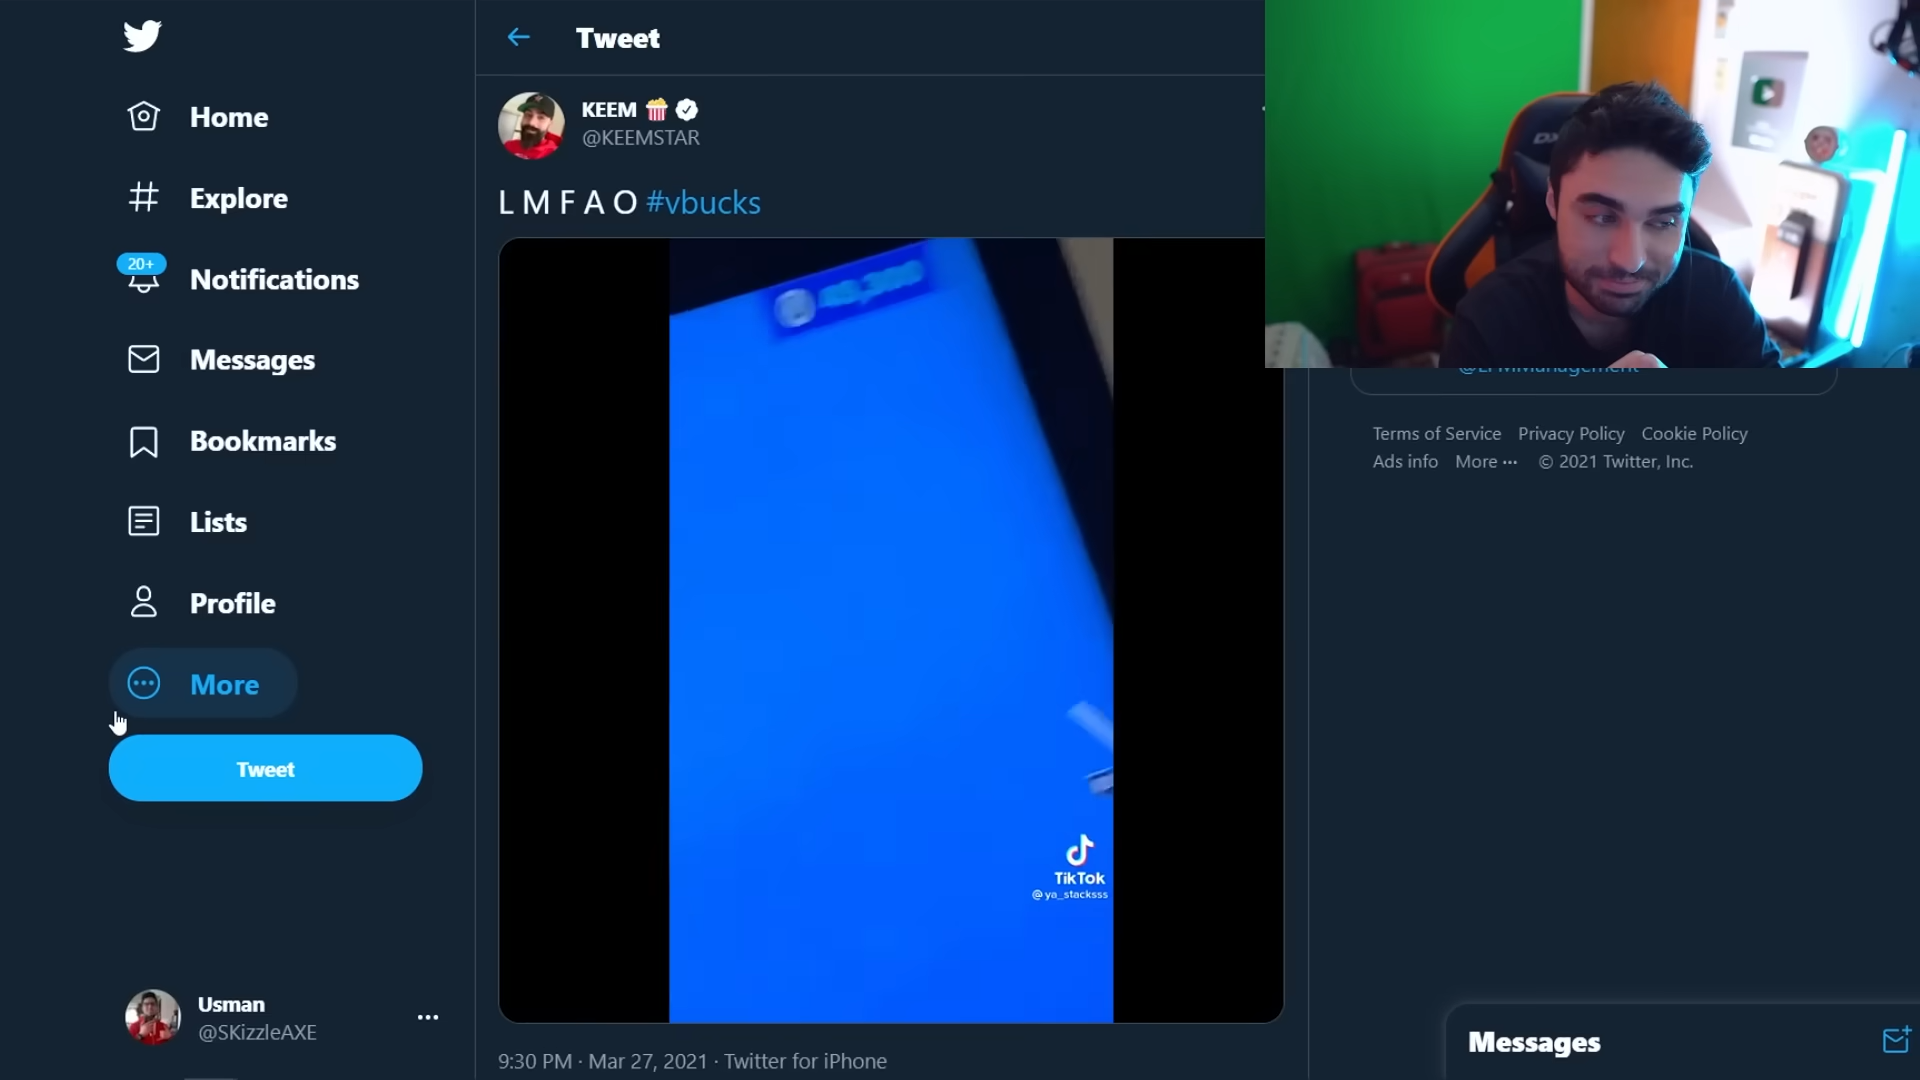 Home
Explore
20+
Notifications
Messages
Bookmarks
Lists
Profile
More
Tweet
Usman
@SKizzleAXE
Tweet
KEEM
@KEEMSTAR
L M F A O #vbucks
TikTok
@ya_stacksss
9:30 PM · Mar 27, 2021 · Twitter for iPhone
@LFMManagement
Terms of Service Privacy Policy Cookie Policy
Ads info More ··· © 2021 Twitter, Inc.
Messages